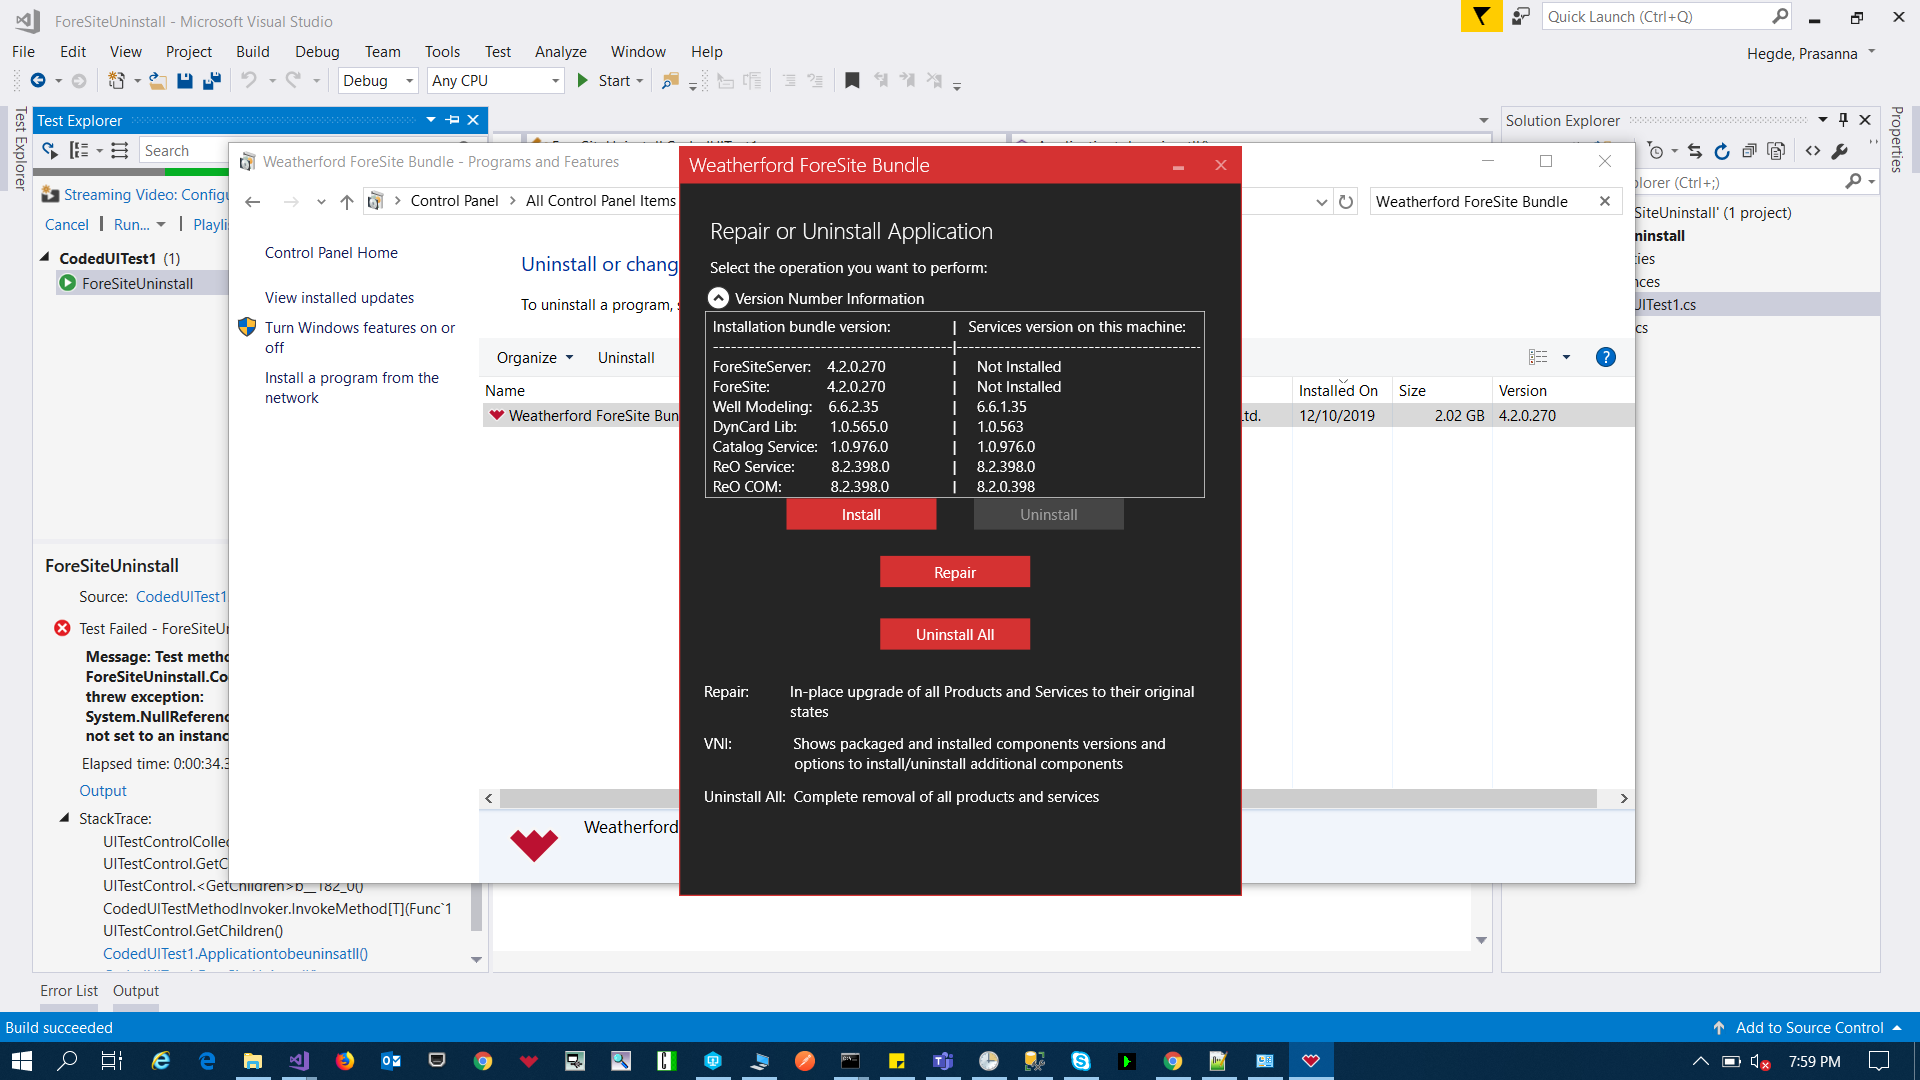 ForeSiteUninstall - Microsoft Visual Studio
Quick Launch (Ctrl+Q)
File Edit View Project Build Debug Team Tools Test Analyze Window Help
Hegde, Prasanna
Debug
Any CPU
Start
Test Explorer
Test Explorer
Search
Streaming Video: Configu
Cancel | Run... | Playli
CodedUITest1 (1)
ForeSiteUninstall
ForeSiteUninstall
Source: CodedUITest1
Test Failed - ForeSiteU
Message: Test metho
ForeSiteUninstall.Co
threw exception:
System.NullReferenc
not set to an instanc
Elapsed time: 0:00:34.3
Output
StackTrace:
UITestControlCollec
UITestControl.GetC
UITestControl.<GetChildren>b__182_0()
CodedUITestMethodInvoker.InvokeMethod[T](Func`1
UITestControl.GetChildren()
CodedUITest1.Applicationtobeuninsatll()
Error List Output
Build succeeded
Add to Source Control
Weatherford ForeSite Bundle - Programs and Features
Control Panel > All Control Panel Items
Weatherford ForeSite Bundle
Control Panel Home
View installed updates
Turn Windows features on or
off
Install a program from the
network
Uninstall or chang
To uninstall a program, s
Organize
Uninstall
Name
Installed On
Size
Version
Weatherford ForeSite Bun
td.
12/10/2019
2.02 GB
4.2.0.270
Weatherford
Weatherford ForeSite Bundle
Repair or Uninstall Application
Select the operation you want to perform:
Version Number Information
Installation bundle version: | Services version on this machine:
ForeSiteServer: 4.2.0.270 | Not Installed
ForeSite: 4.2.0.270 | Not Installed
Well Modeling: 6.6.2.35 | 6.6.1.35
DynCard Lib: 1.0.565.0 | 1.0.563
Catalog Service: 1.0.976.0 | 1.0.976.0
ReO Service: 8.2.398.0 | 8.2.398.0
ReO COM: 8.2.398.0 | 8.2.0.398
Install
Uninstall
Repair
Uninstall All
Repair: In-place upgrade of all Products and Services to their original
states
VNI: Shows packaged and installed components versions and
options to install/uninstall additional components
Uninstall All: Complete removal of all products and services
Solution Explorer
Properties
plorer (Ctrl+;)
SiteUninstall' (1 project)
ninstall
ties
nces
UITest1.cs
cs
7:59 PM